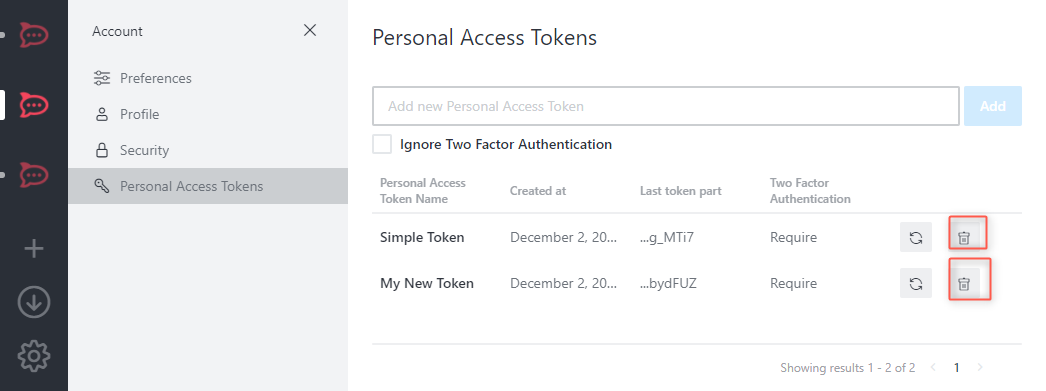 Account
Preferences
Profile
Security
Personal Access Tokens
Personal Access Tokens
Add new Personal Access Token
Add
Ignore Two Factor Authentication
Personal Access Token Name Created at Last token part Two Factor Authentication
Simple Token December 2, 20... ...g_MTi7 Require
My New Token December 2, 20... ...bydFUZ Require
Showing results 1 - 2 of 2 1